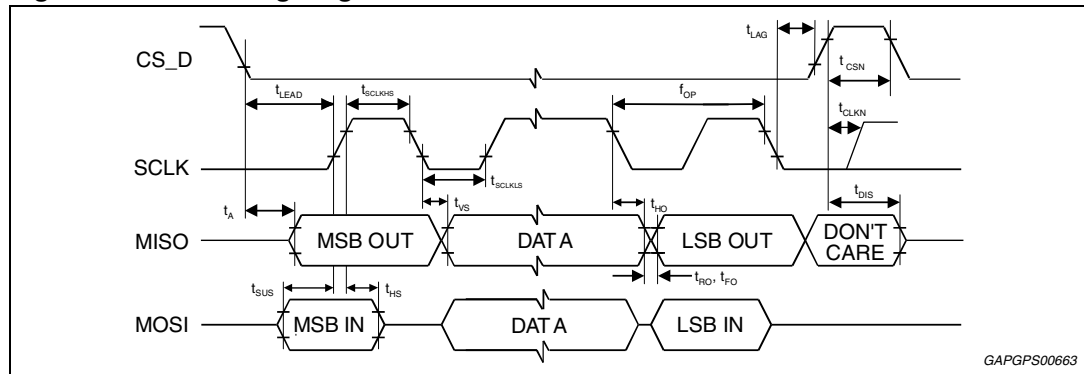 CS_D
tLAG
t CSN
tLEAD
tSCLKHS
fOP
tCLKN
SCLK
tSCLKLS
tA
tVS
tHO
tDIS
MISO
MSB OUT
DATA
LSB OUT
DON'T
CARE
tSUS
tHS
tRO, tFO
MOSI
MSB IN
DATA
LSB IN
GAPGPS00663